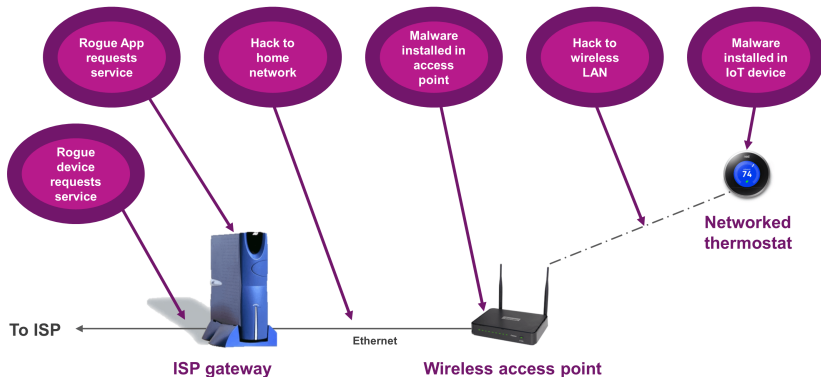 Rogue App
requests
service
Hack to
home
network
Malware
installed in
access
point
Hack to
wireless
LAN
Malware
installed in
IoT device
Rogue
device
requests
service
74
Networked
thermostat
To ISP
Ethernet
ISP gateway
Wireless access point